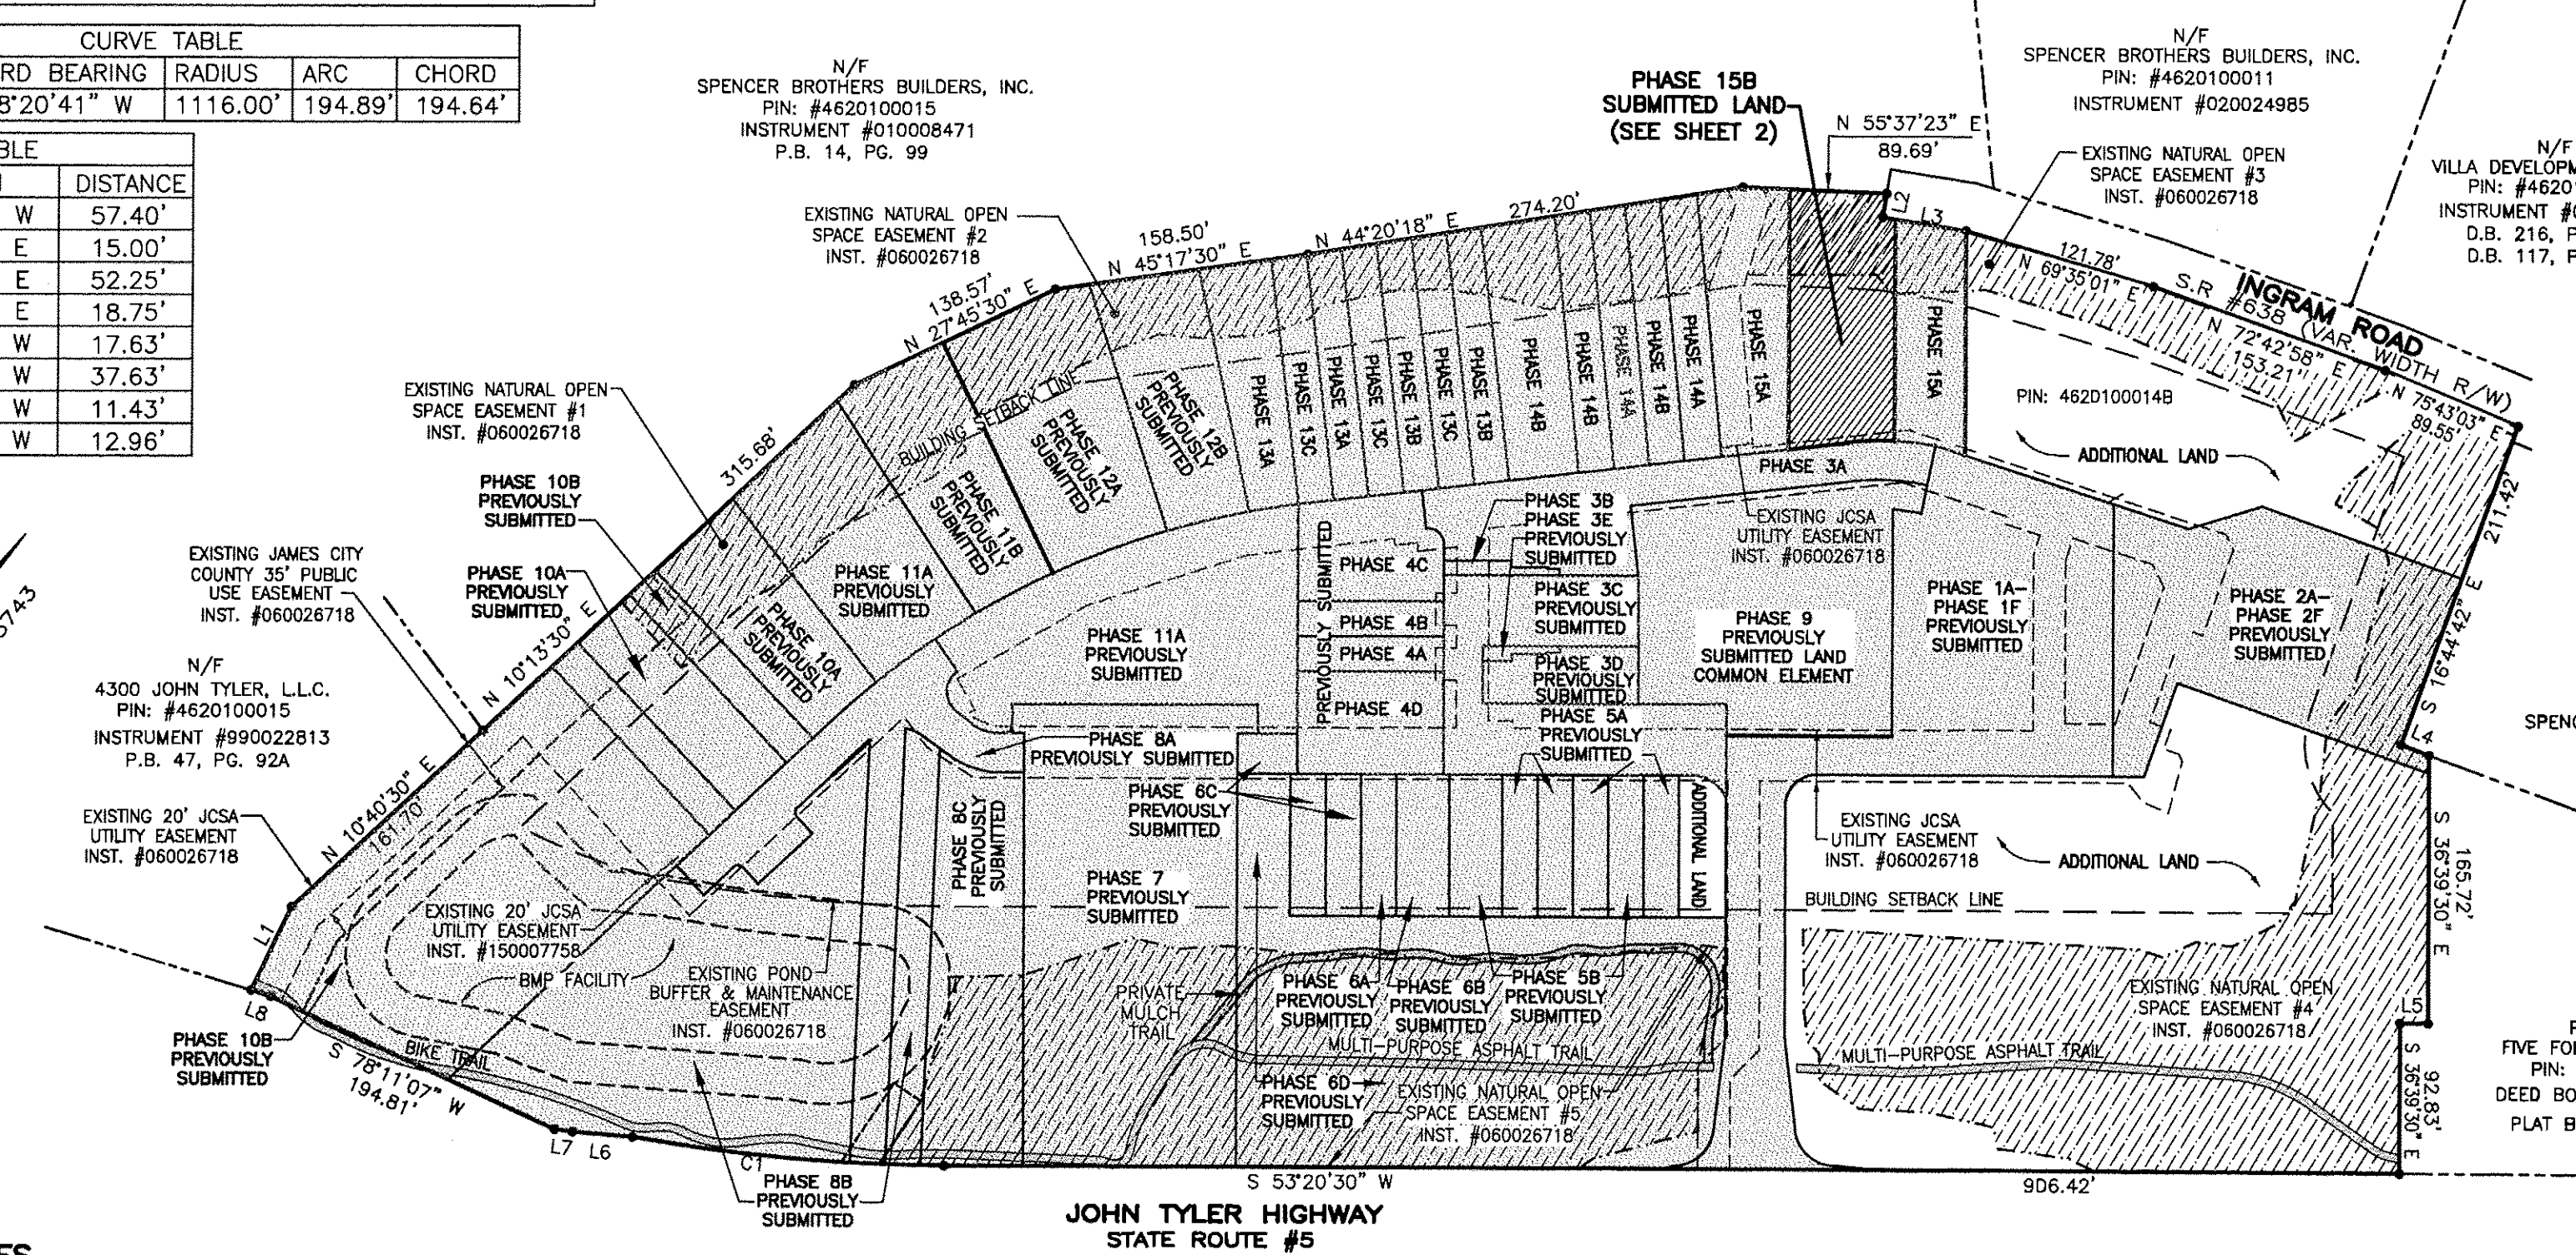 CURVE TABLE
RD BEARING RADIUS ARC CHORD
8°20'41" W 1116.00' 194.89' 194.64'
BLE
DISTANCE
W 57.40'
E 15.00'
E 52.25'
E 18.75'
W 17.63'
W 37.63'
W 11.43'
W 12.96'
N/F
SPENCER BROTHERS BUILDERS, INC.
PIN: #4620100015
INSTRUMENT #010008471
P.B. 14, PG. 99
PHASE 15B
SUBMITTED LAND
(SEE SHEET 2)
N 55°37'23" E
89.69'
N/F
SPENCER BROTHERS BUILDERS, INC.
PIN: #4620100011
INSTRUMENT #020024985
EXISTING NATURAL OPEN
SPACE EASEMENT #3
INST. #060026718
N/F
VILLA DEVELOPM
PIN: #4620
INSTRUMENT #
D.B. 216, P
D.B. 117, P
EXISTING NATURAL OPEN
SPACE EASEMENT #2
INST. #060026718
158.50'
N 45°17'30" E
274.20'
N 44°20'18" E
138.57'
N 27°45'30" E
L2
L3
121.78'
N 69°35'01" E
S.R #638 (VAR. WIDTH R/W)
INGRAM ROAD
N 72°42'58" E
153.21'
N 75°43'03" E
89.55'
PIN: 462D100014B
ADDITIONAL LAND
211.42'
S 16°44'42" E
EXISTING NATURAL OPEN
SPACE EASEMENT #1
INST. #060026718
315.68'
N 10°13'30" E
BUILDING SETBACK LINE
PHASE 10B
PREVIOUSLY
SUBMITTED
PHASE 10A
PREVIOUSLY
SUBMITTED
PHASE 10A
PREVIOUSLY
SUBMITTED
PHASE 11A
PREVIOUSLY
SUBMITTED
PHASE 11B
PREVIOUSLY
SUBMITTED
PHASE 12A
PREVIOUSLY
SUBMITTED
PHASE 12B
PREVIOUSLY
SUBMITTED
PHASE 13A
PHASE 13C
PHASE 13A
PHASE 13C
PHASE 13B
PHASE 13C
PHASE 13B
PHASE 14B
PHASE 14B
PHASE 14A
PHASE 14B
PHASE 14A
PHASE 15A
PHASE 15A
PHASE 3A
EXISTING JAMES CITY
COUNTY 35' PUBLIC
USE EASEMENT
INST. #060026718
5743
N/F
4300 JOHN TYLER, L.L.C.
PIN: #4620100015
INSTRUMENT #990022813
P.B. 47, PG. 92A
PHASE 11A
PREVIOUSLY
SUBMITTED
PREVIOUSLY SUBMITTED
PHASE 4C
PHASE 4B
PHASE 4A
PHASE 4D
PHASE 3B
PHASE 3E
PREVIOUSLY
SUBMITTED
PHASE 3C
PREVIOUSLY
SUBMITTED
PHASE 3D
PREVIOUSLY
SUBMITTED
PHASE 5A
PREVIOUSLY
SUBMITTED
EXISTING JCSA
UTILITY EASEMENT
INST. #060026718
PHASE 9
PREVIOUSLY
SUBMITTED LAND
COMMON ELEMENT
PHASE 1A-
PHASE 1F
PREVIOUSLY
SUBMITTED
PHASE 2A-
PHASE 2F
PREVIOUSLY
SUBMITTED
SPENC
L4
EXISTING 20' JCSA
UTILITY EASEMENT
INST. #060026718
N 10°40'30" E
161.70'
PHASE 8A
PREVIOUSLY SUBMITTED
PHASE 6C
PREVIOUSLY
SUBMITTED
PHASE 8C
PREVIOUSLY
SUBMITTED
PHASE 7
PREVIOUSLY
SUBMITTED
ADDITIONAL LAND
EXISTING JCSA
UTILITY EASEMENT
INST. #060026718
ADDITIONAL LAND
BUILDING SETBACK LINE
165.72'
S 36°39'30" E
L1
EXISTING 20' JCSA
UTILITY EASEMENT
INST. #150007758
BMP FACILITY
EXISTING POND
BUFFER & MAINTENANCE
EASEMENT
INST. #060026718
PRIVATE
MULCH
TRAIL
PHASE 6A
PREVIOUSLY
SUBMITTED
PHASE 6B
PREVIOUSLY
SUBMITTED
PHASE 5B
PREVIOUSLY
SUBMITTED
MULTI-PURPOSE ASPHALT TRAIL
PHASE 6D
PREVIOUSLY
SUBMITTED
EXISTING NATURAL OPEN
SPACE EASEMENT #5
INST. #060026718
EXISTING NATURAL OPEN
SPACE EASEMENT #4
INST. #060026718
MULTI-PURPOSE ASPHALT TRAIL
L5
92.83'
S 36°39'30" E
FIVE FO
PIN:
DEED BO
PLAT B
L8
PHASE 10B
PREVIOUSLY
SUBMITTED
BIKE TRAIL
S 78°11'07" W
194.81'
L7
L6
C1
PHASE 8B
PREVIOUSLY
SUBMITTED
S 53°20'30" W
906.42'
JOHN TYLER HIGHWAY
STATE ROUTE #5
ES